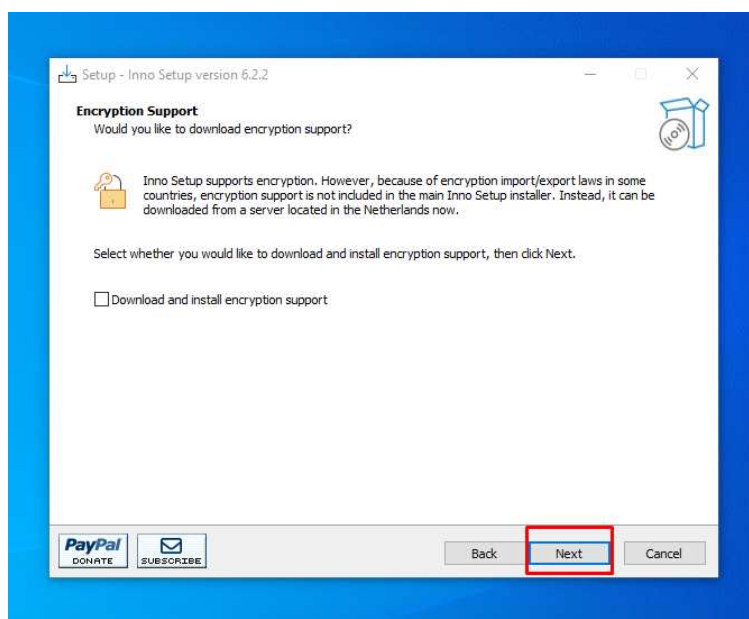 Setup - Inno Setup version 6.2.2
Encryption Support
Would you like to download encryption support?
Inno Setup supports encryption. However, because of encryption import/export laws in some
countries, encryption support is not included in the main Inno Setup installer. Instead, it can be
downloaded from a server located in the Netherlands now.
Select whether you would like to download and install encryption support, then click Next.
Download and install encryption support
PayPal
DONATE
SUBSCRIBE
Back
Next
Cancel